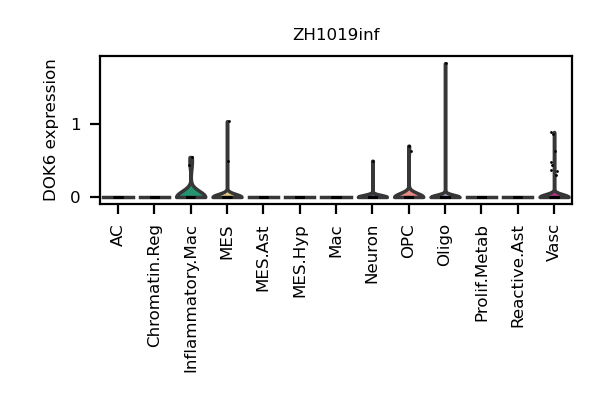 ZH1019inf
DOK6 expression
1
0
AC
Chromatin.Reg
Inflammatory.Mac
MES
MES.Ast
MES.Hyp
Mac
Neuron
OPC
Oligo
Prolif.Metab
Reactive.Ast
Vasc